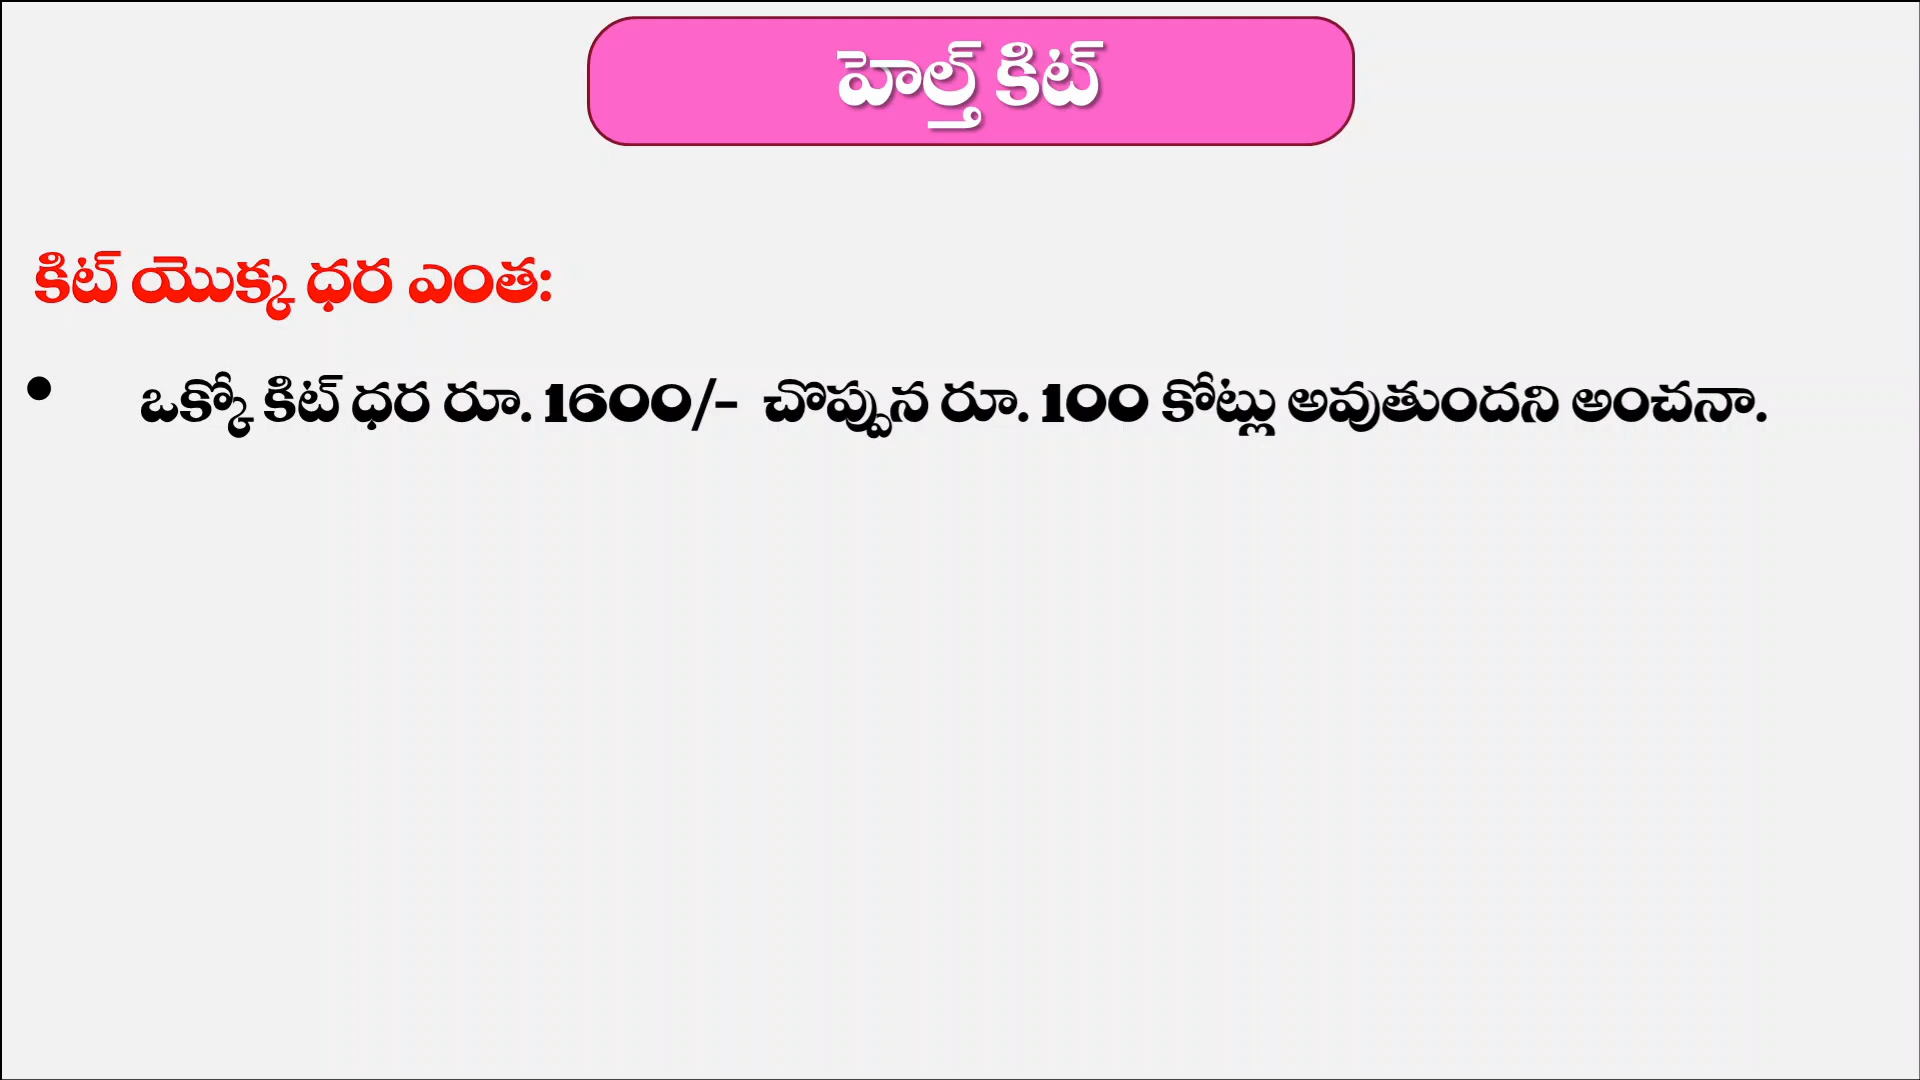 హెల్త్ కిట్
కిట్ యొక్క ధర ఎంత:
• ఒక్కో కిట్ ధర రూ. 1600/- చొప్పున రూ. 100 కోట్లు అవుతుందని అంచనా.